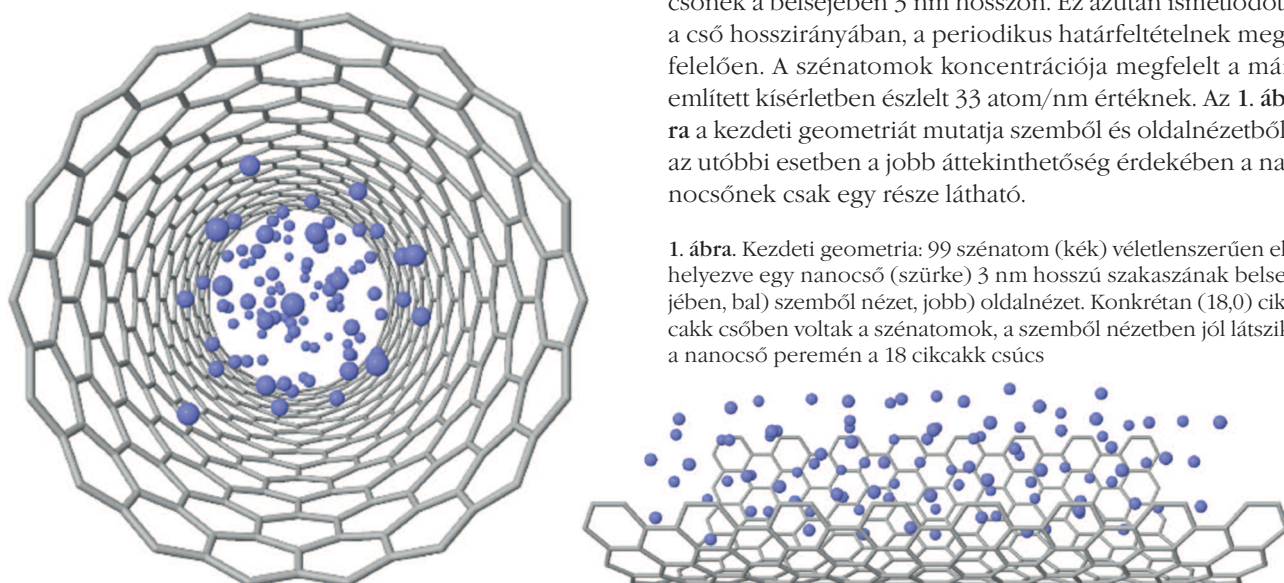 csőnek a belsejében 3 nm hosszon. Ez azután ismétlődöt
a cső hosszirányában, a periodikus határfeltételnek meg
felelően. A szénatomok koncentrációja megfelelt a má
említett kísérletben észlelt 33 atom/nm értéknek. Az 1. áb
ra a kezdeti geometriát mutatja szemből és oldalnézetből
az utóbbi esetben a jobb áttekinthetőség érdekében a na
nocsőnek csak egy része látható.
1. ábra. Kezdeti geometria: 99 szénatom (kék) véletlenszerűen el
helyezve egy nanocső (szürke) 3 nm hosszú szakaszának belse
jében, bal) szemből nézet, jobb) oldalnézet. Konkrétan (18,0) cik
cakk csőben voltak a szénatomok, a szemből nézetben jól látszik
a nanocső peremén a 18 cikcakk csúcs